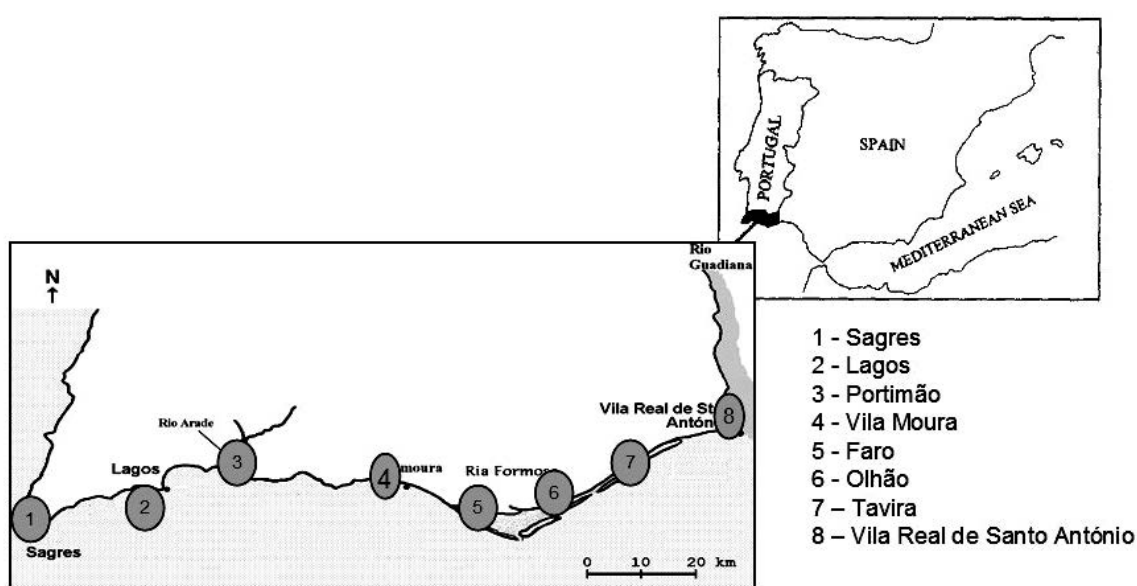 PORTUGAL
SPAIN
MEDITERRANEAN SEA
Rio
Guadiana
N
Vila Real de St
Antón
8
Rio Arade
3
Lagos
moura
4
Ria Formos
7
6
5
2
1
Sagres
0 10 20 km
1 - Sagres
2 - Lagos
3 - Portimão
4 - Vila Moura
5 - Faro
6 - Olhão
7 - Tavira
8 – Vila Real de Santo António